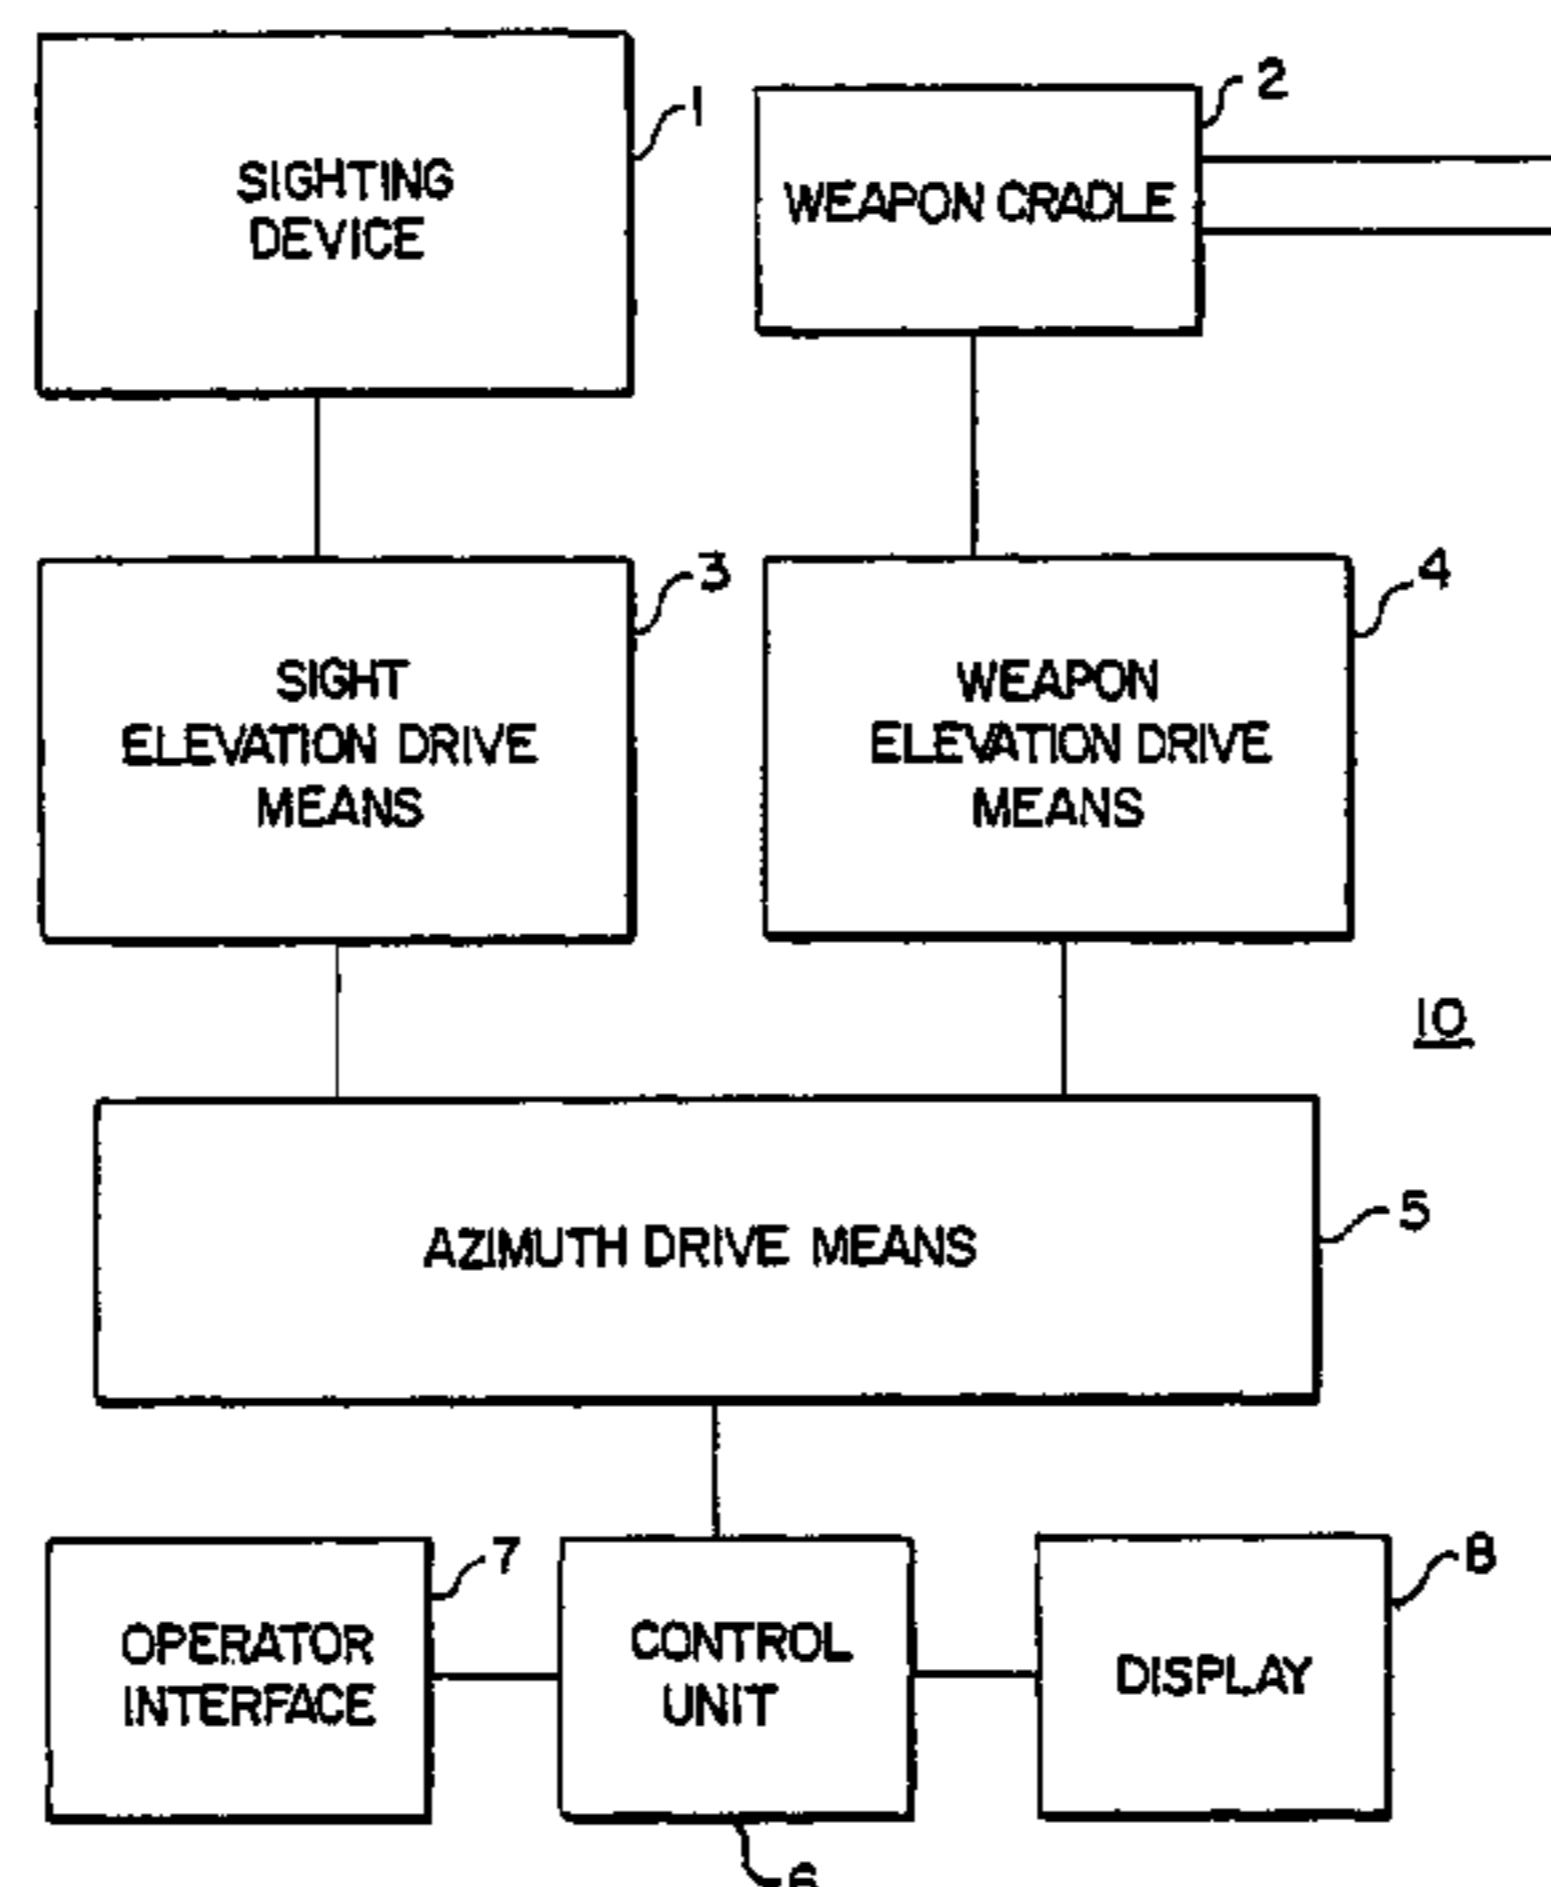 1
2
SIGHTING
DEVICE
WEAPON CRADLE
3
4
SIGHT
ELEVATION DRIVE
MEANS
WEAPON
ELEVATION DRIVE
MEANS
10
5
AZIMUTH DRIVE MEANS
7
8
OPERATOR
INTERFACE
CONTROL
UNIT
DISPLAY
6